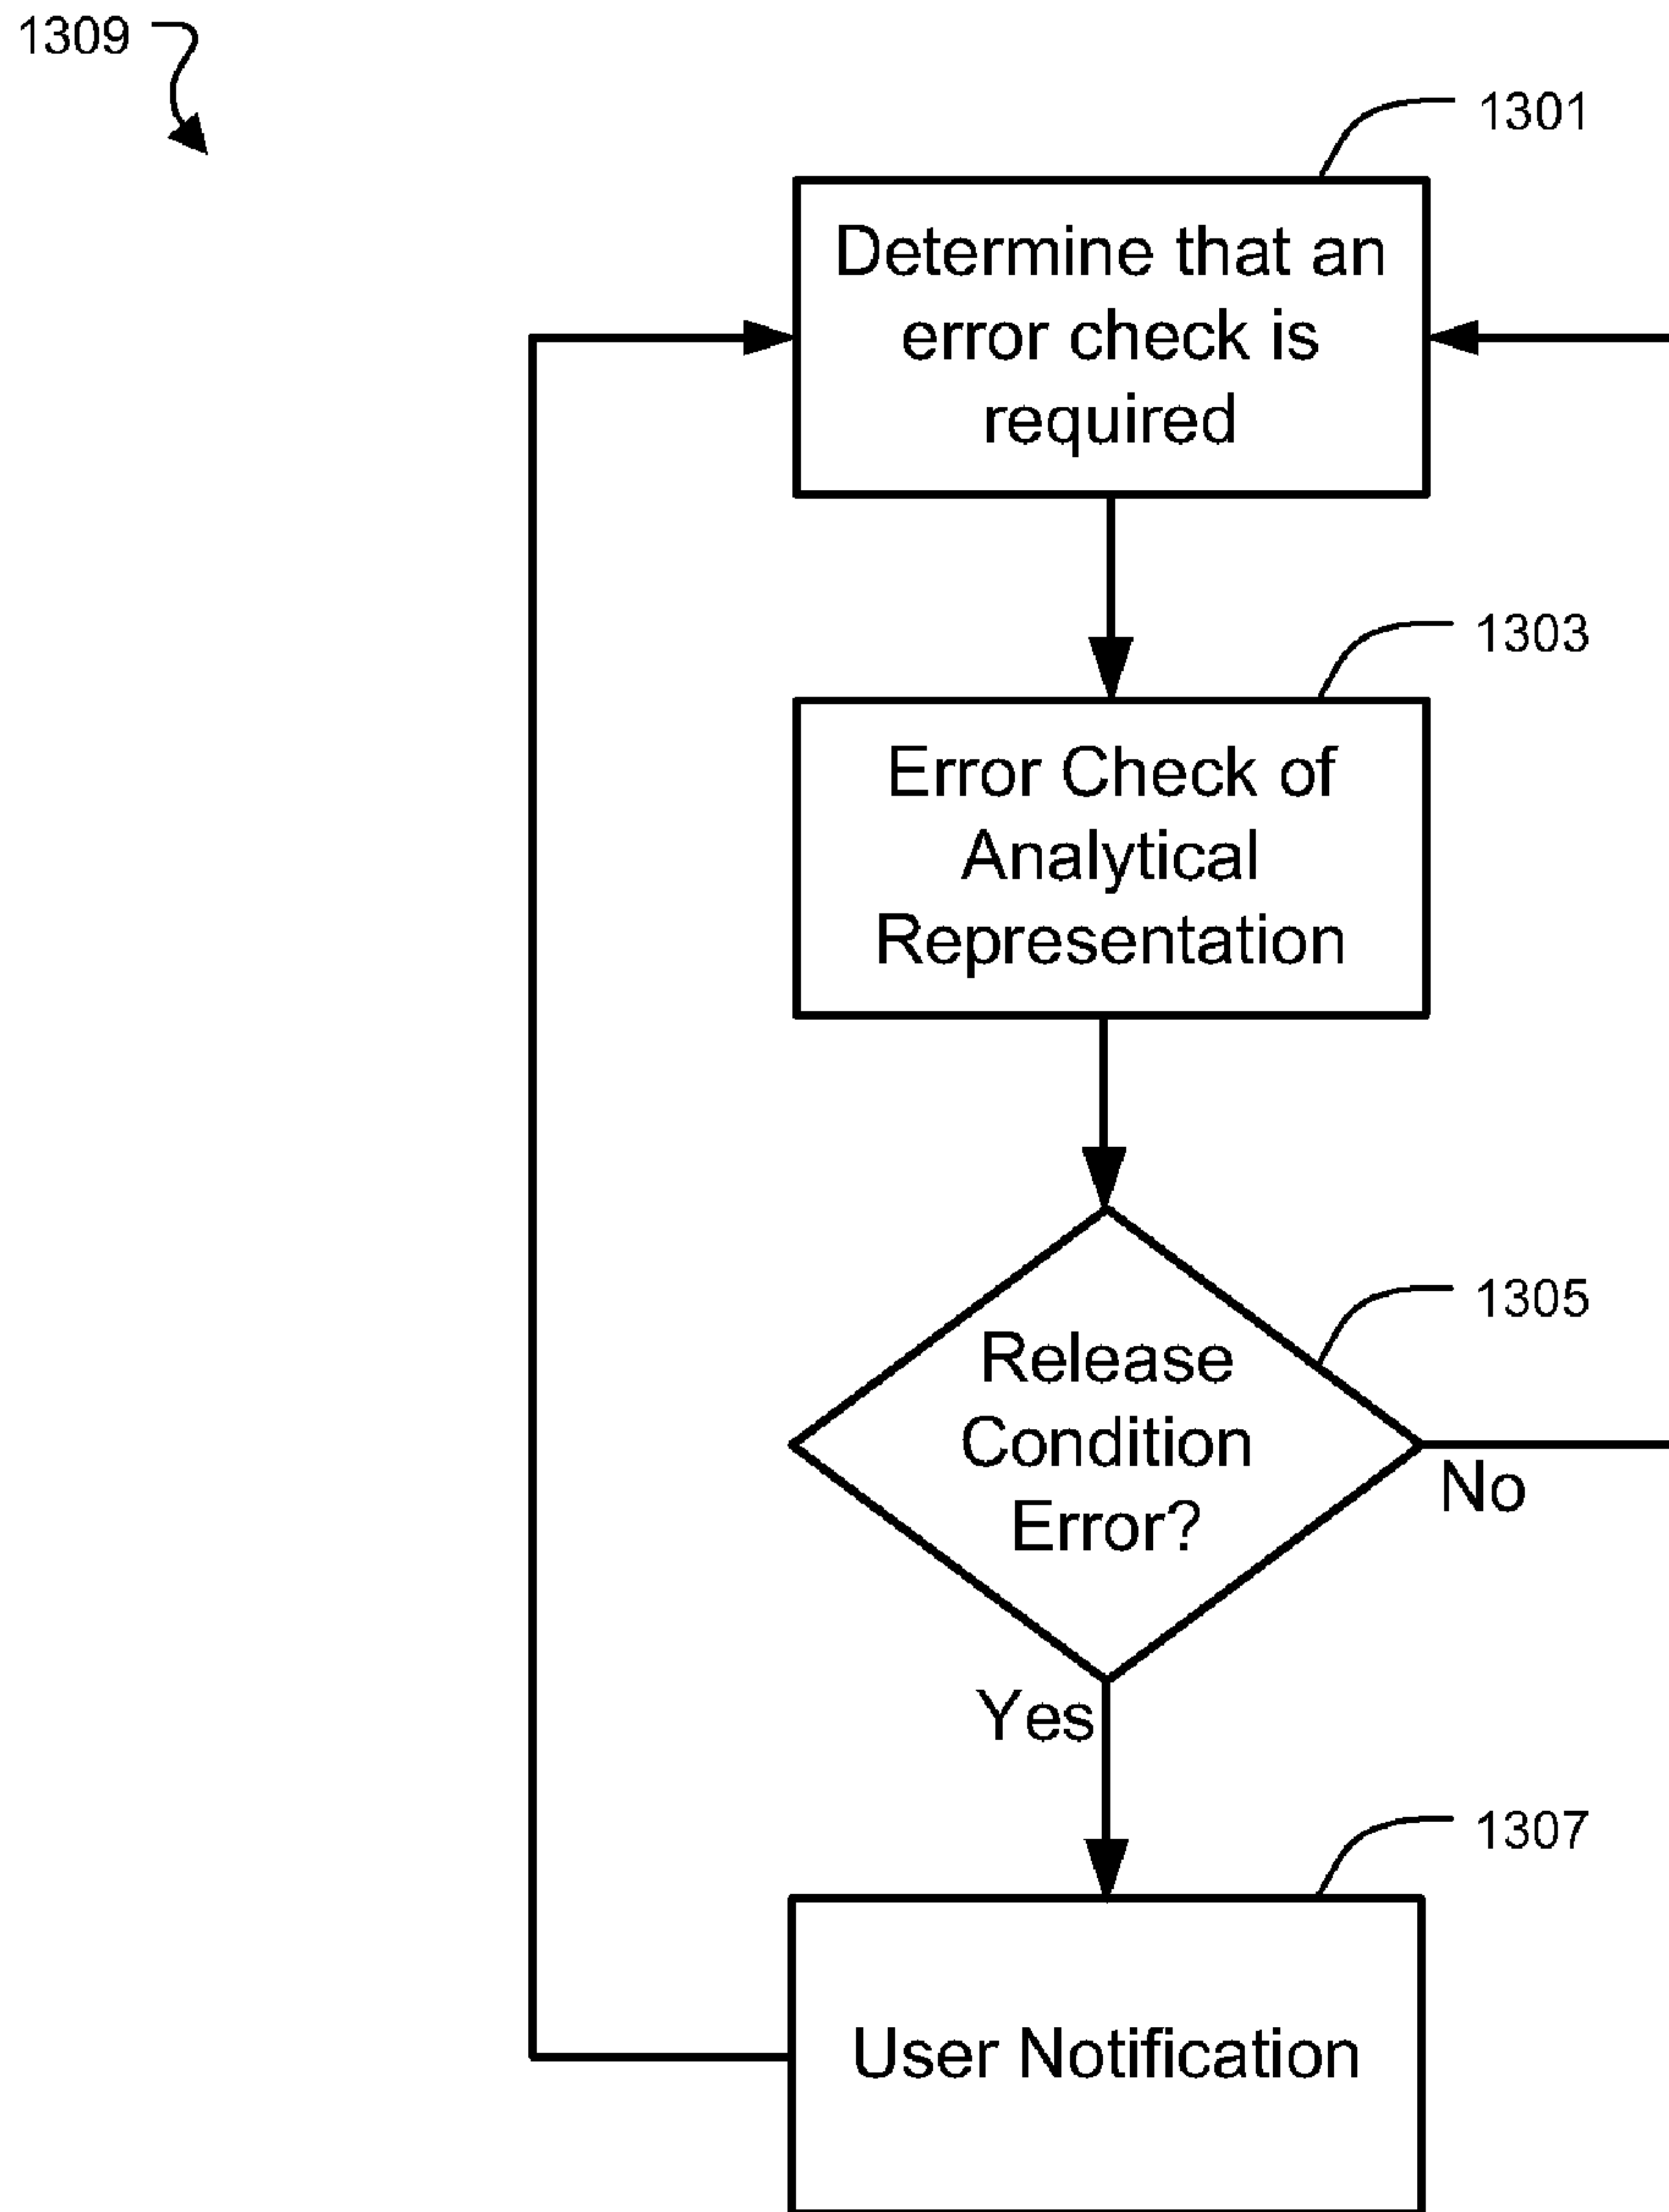 1309
1301
Determine that an
error check is
required
1303
Error Check of
Analytical
Representation
1305
Release
Condition
Error?
No
Yes
1307
User Notification